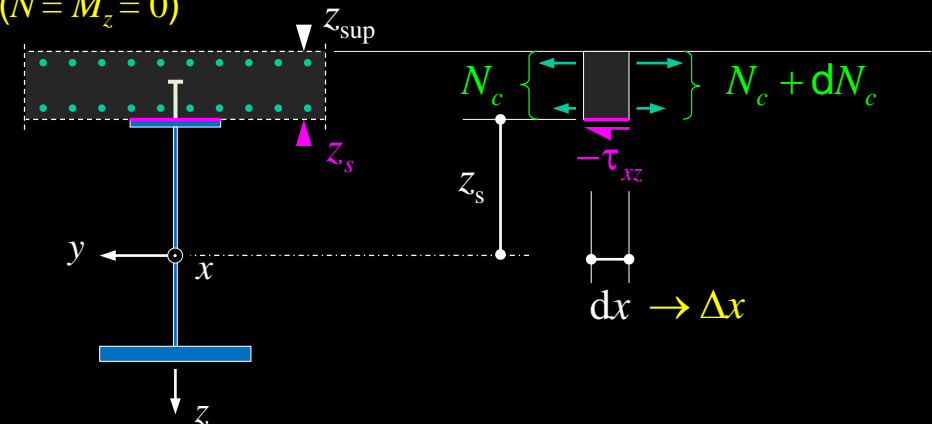 (N = M_z = 0)
z_sup
N_c
N_c + dN_c
z_s
−τ_xz
z_s
y
x
dx → Δx
z